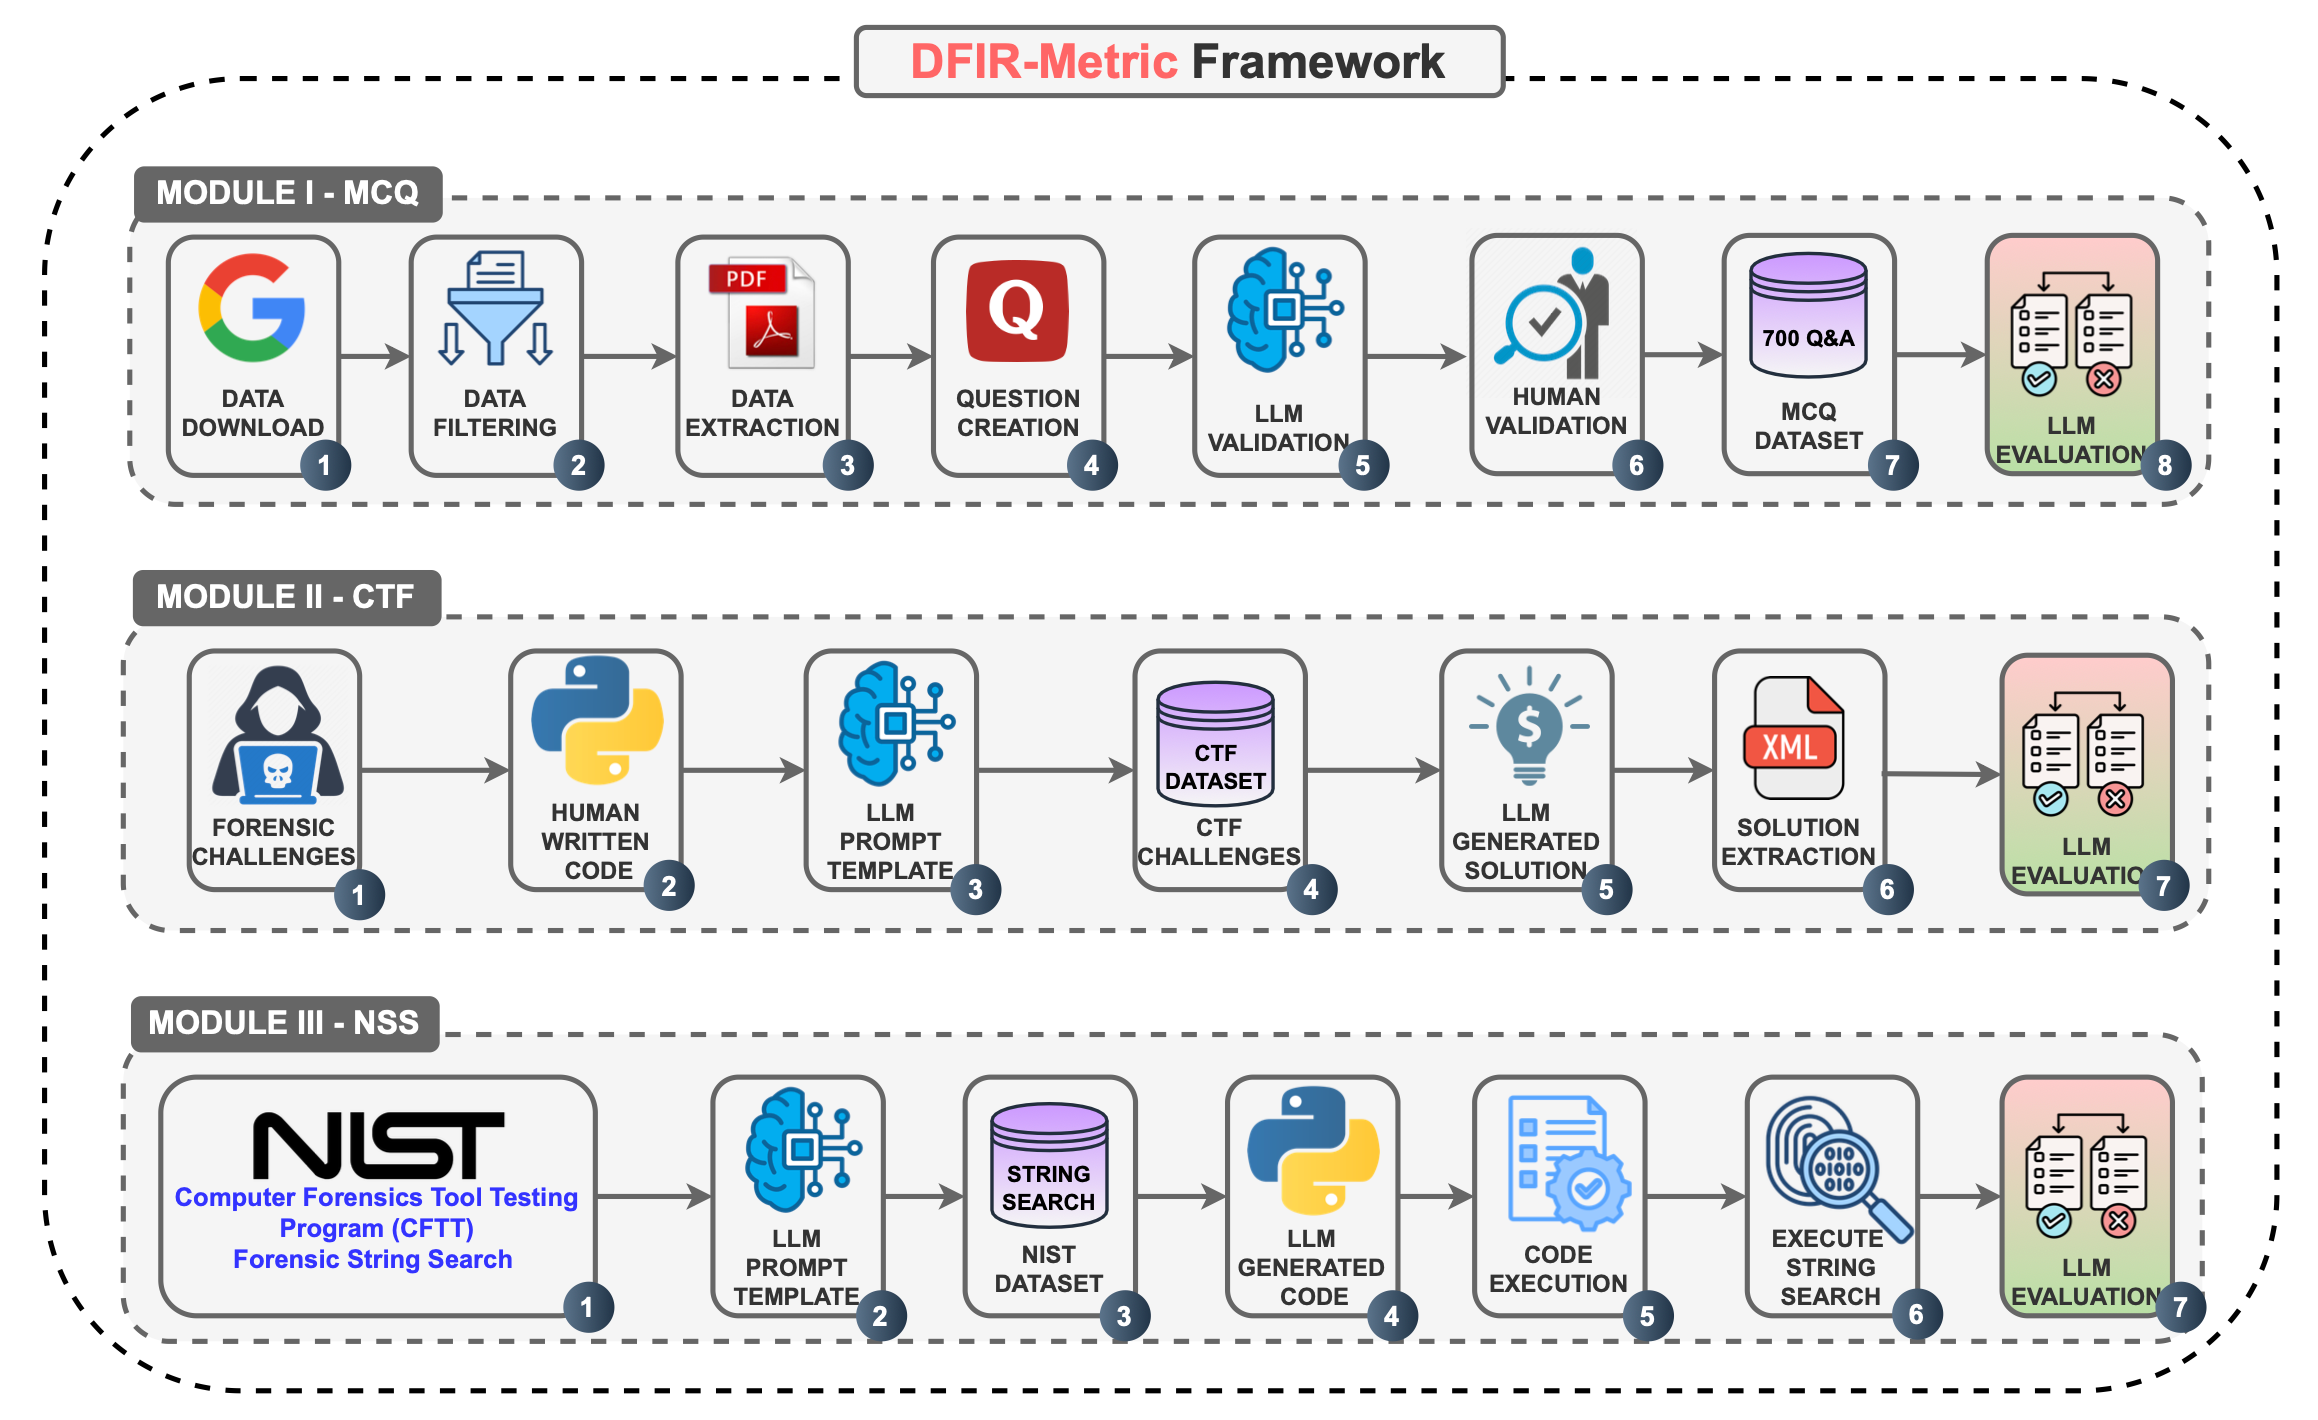 DFIR-Metric Framework
MODULE I - MCQ
PDF
Q
700 Q&A
DATA
DOWNLOAD
1
DATA
FILTERING
2
DATA
EXTRACTION
3
QUESTION
CREATION
4
LLM
VALIDATION
5
HUMAN
VALIDATION
6
MCQ
DATASET
7
LLM
EVALUATION
8
MODULE II - CTF
FORENSIC
CHALLENGES
1
HUMAN
WRITTEN
CODE
2
LLM
PROMPT
TEMPLATE
3
CTF
DATASET
CTF
CHALLENGES
4
$
LLM
GENERATED
SOLUTION
5
XML
SOLUTION
EXTRACTION
6
LLM
EVALUATIO
7
MODULE III - NSS
NIST
Computer Forensics Tool Testing
Program (CFTT)
Forensic String Search
1
LLM
PROMPT
TEMPLATE
2
STRING
SEARCH
NIST
DATASET
3
LLM
GENERATED
CODE
4
CODE
EXECUTION
5
010
01010
010
EXECUTE
STRING
SEARCH
6
LLM
EVALUATION
7